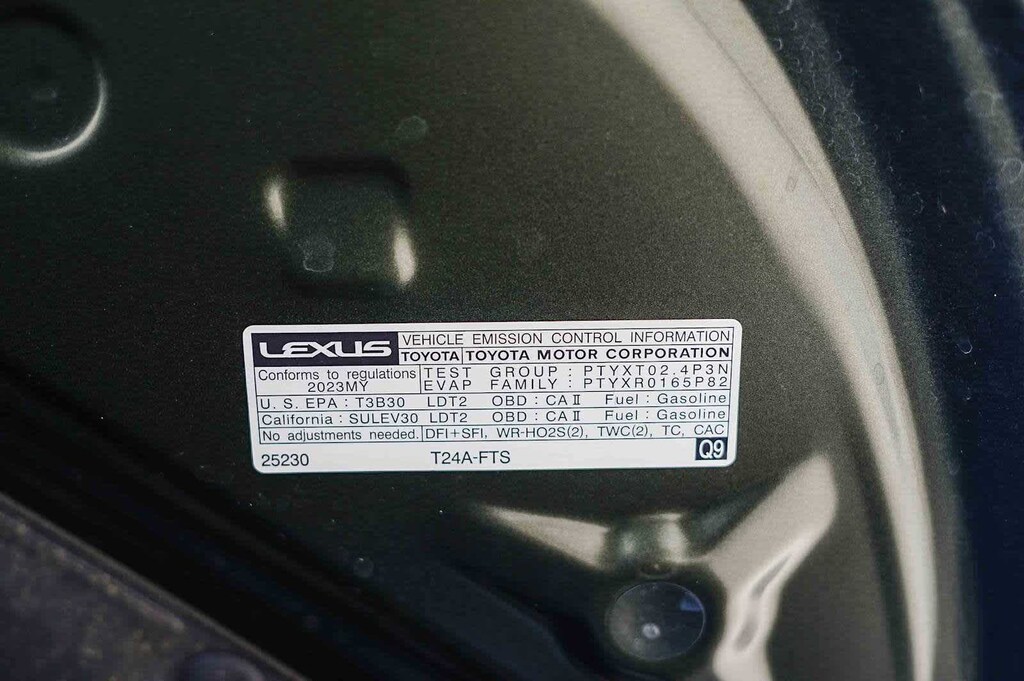 LEXUS VEHICLE EMISSION CONTROL INFORMATION
TOYOTA TOYOTA MOTOR CORPORATION
Conforms to regulations TEST GROUP : PTYXT02.4P3N
2023MY EVAP FAMILY : PTYXR0165P82
U. S. EPA : T3B30 LDT2 OBD : CA II Fuel : Gasoline
California : SULEV30 LDT2 OBD : CA II Fuel : Gasoline
No adjustments needed. DFI+SFI, WR-HO2S(2), TWC(2), TC, CAC
25230 T24A-FTS Q9